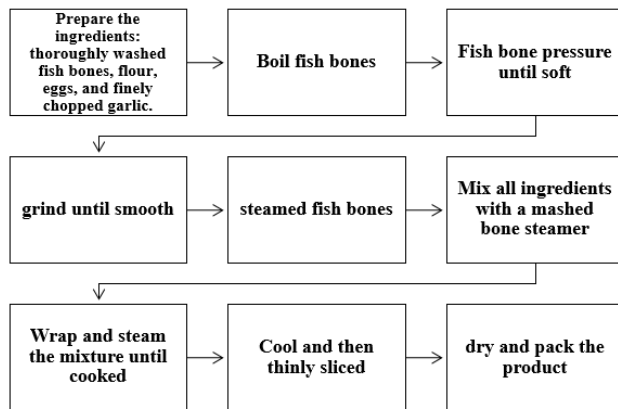 Prepare the
ingredients:
thoroughly washed
fish bones, flour,
eggs, and finely
chopped garlic.
Boil fish bones
Fish bone pressure
until soft
grind until smooth
steamed fish bones
Mix all ingredients
with a mashed
bone steamer
Wrap and steam
the mixture until
cooked
Cool and then
thinly sliced
dry and pack the
product